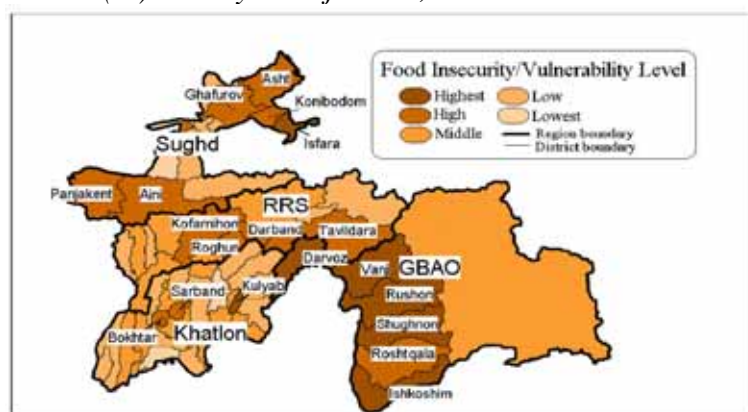 Food Insecurity/Vulnerability Level
Highest
Low
High
Lowest
Middle
Region boundary
District boundary
Asht
Ghafurov
Konibodom
Isfara
Sughd
Panjakent
Aini
RRS
Kofarnihon
Darband
Tavildara
Roghun
Darvoz
Vanj
GBAO
Sarband
Kulyab
Rushon
Shughnon
Bokhtar
Khatlon
Roshtqala
Ishkoshim